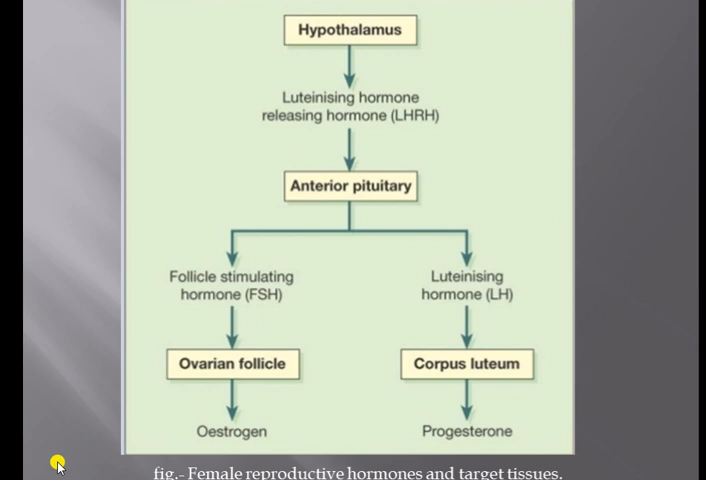 Hypothalamus
Luteinising hormone
releasing hormone (LHRH)
Anterior pituitary
Follicle stimulating
hormone (FSH)
Luteinising
hormone (LH)
Ovarian follicle
Corpus luteum
Oestrogen
Progesterone
fig.- Female reproductive hormones and target tissues.